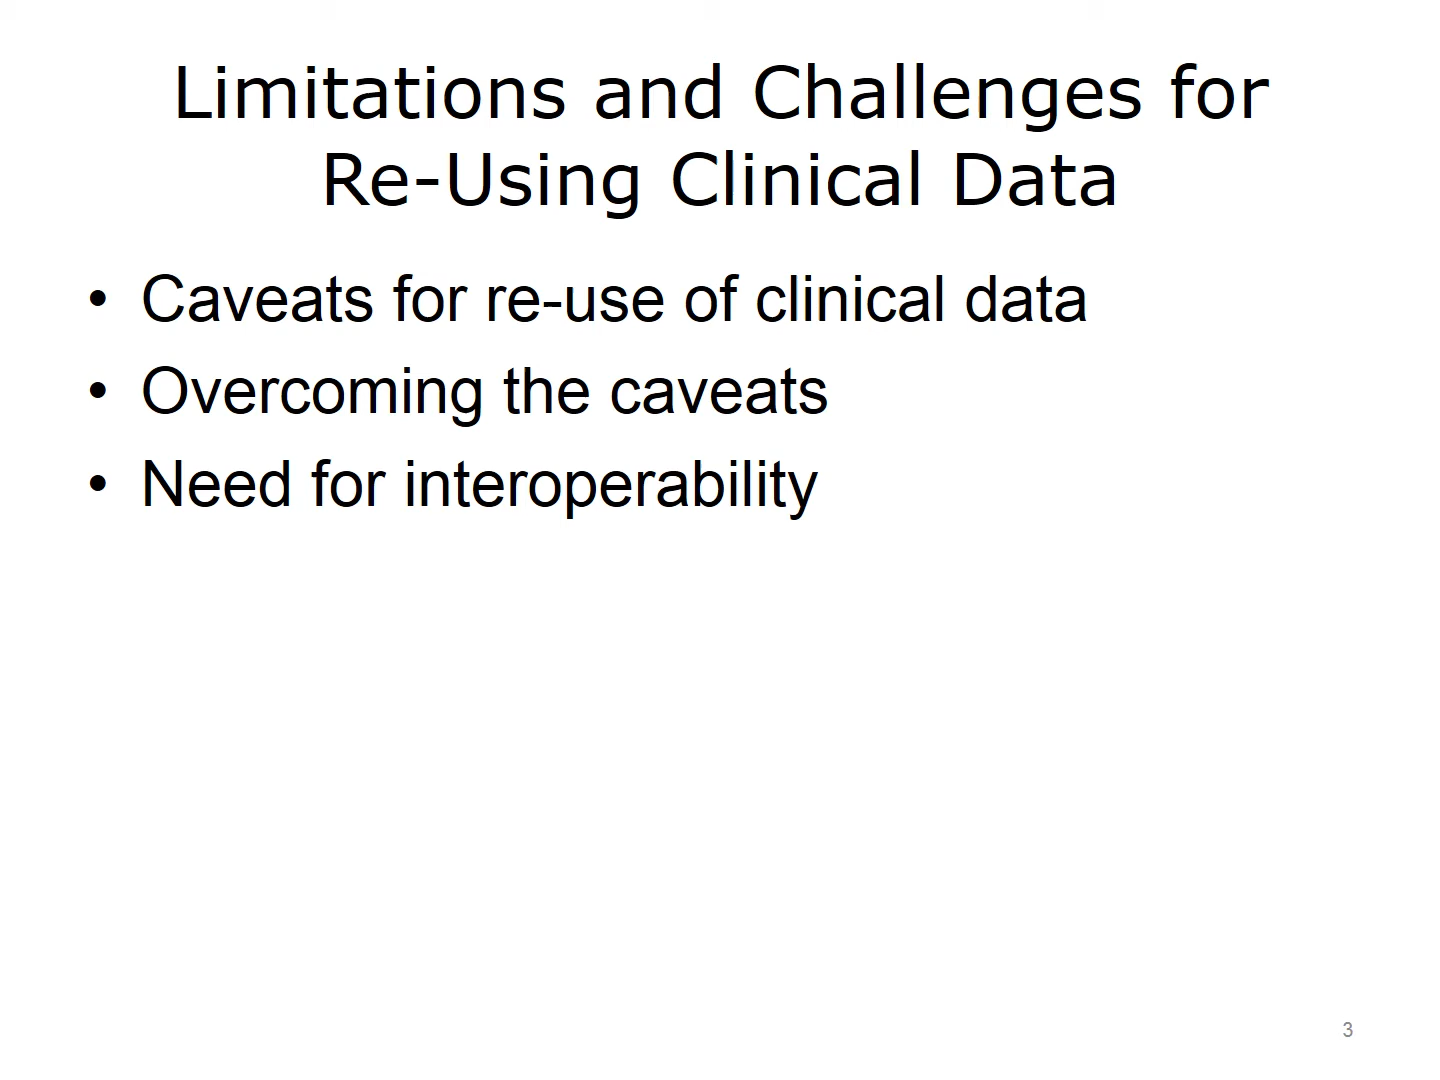 Limitations and Challenges for
Re-Using Clinical Data
• Caveats for re-use of clinical data
• Overcoming the caveats
• Need for interoperability
3